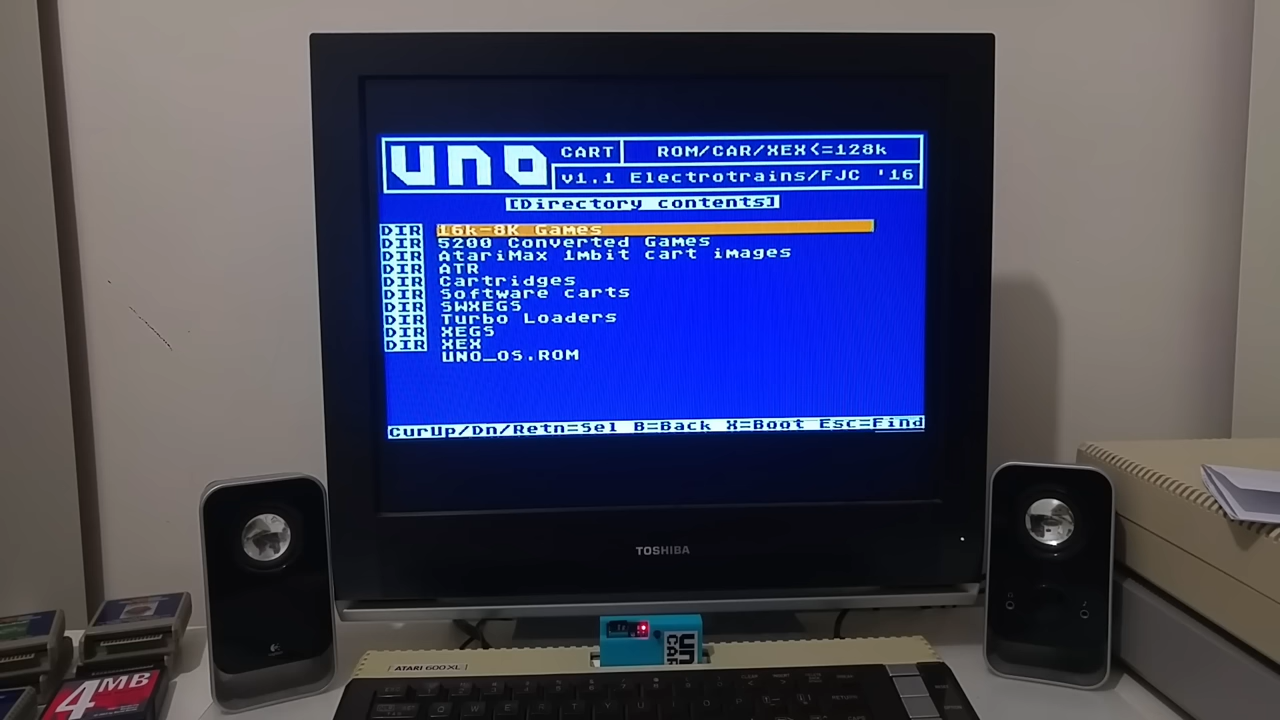 UNO CART ROM/CAR/XEX<=128k
v1.1 Electrotrains/FJC '16
[Directory contents]
DIR 16k-8K Games
DIR 5200 Converted Games
DIR AtariMax 1mbit cart images
DIR ATR
DIR Cartridges
DIR Software carts
DIR SWXEGS
DIR Turbo Loaders
DIR XEGS
DIR XEX
UNO_OS.ROM
CurUp/Dn/Retn=Sel B=Back X=Boot Esc=Find
TOSHIBA
ATARI 600XL
4MB